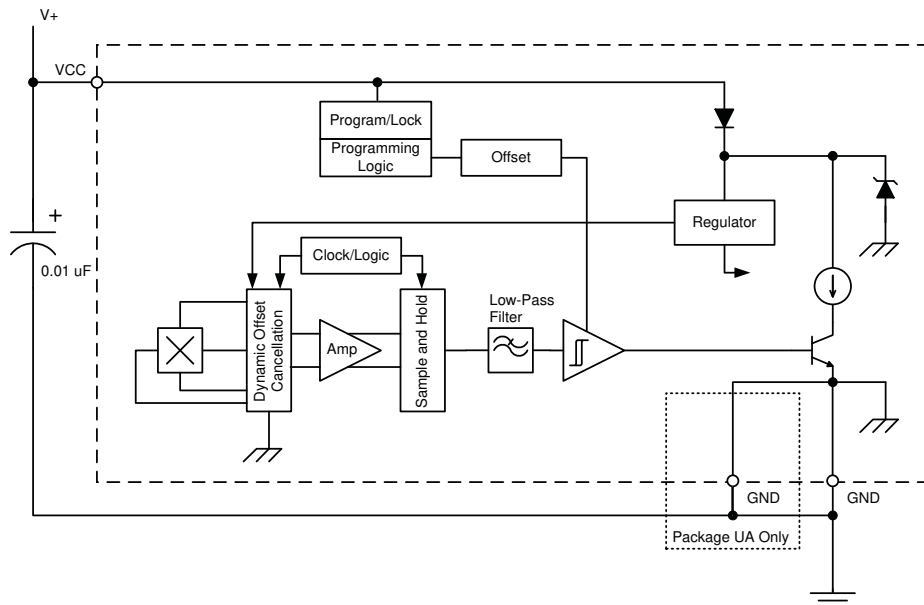 V+
VCC
Program/Lock
Programming
Logic
Offset
Regulator
+
0.01 uF
Clock/Logic
Low-Pass
Filter
Dynamic Offset
Cancellation
Amp
Sample and Hold
GND
GND
Package UA Only